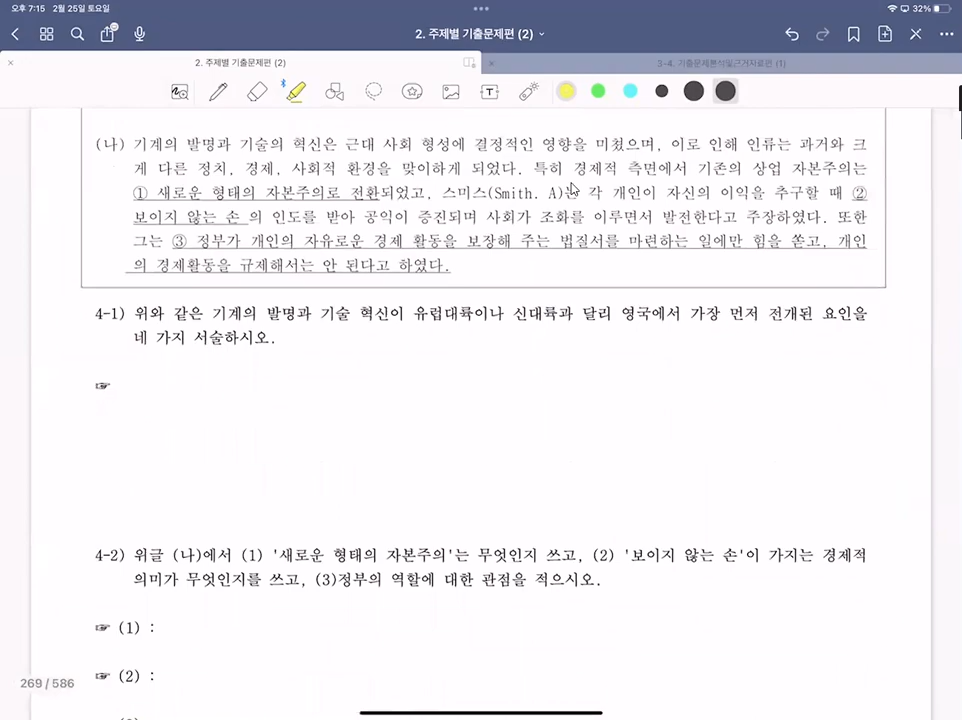 오후 7:15 2월 25일 토요일
32%
2. 주제별 기출문제편 (2)
2. 주제별 기출문제편 (2)
3-4. 기출문제분석및근거자료편 (1)
(나) 기계의 발명과 기술의 혁신은 근대 사회 형성에 결정적인 영향을 미쳤으며, 이로 인해 인류는 과거와 크
게 다른 정치, 경제, 사회적 환경을 맞이하게 되었다. 특히 경제적 측면에서 기존의 상업 자본주의는
① 새로운 형태의 자본주의로 전환되었고, 스미스(Smith. A)는 각 개인이 자신의 이익을 추구할 때 ②
보이지 않는 손 의 인도를 받아 공익이 증진되며 사회가 조화를 이루면서 발전한다고 주장하였다. 또한
그는 ③ 정부가 개인의 자유로운 경제 활동을 보장해 주는 법질서를 마련하는 일에만 힘을 쏟고, 개인
의 경제활동을 규제해서는 안 된다고 하였다.
4-1) 위와 같은 기계의 발명과 기술 혁신이 유럽대륙이나 신대륙과 달리 영국에서 가장 먼저 전개된 요인을
네 가지 서술하시오.
☞
4-2) 위글 (나)에서 (1) '새로운 형태의 자본주의'는 무엇인지 쓰고, (2) '보이지 않는 손'이 가지는 경제적
의미가 무엇인지를 쓰고, (3)정부의 역할에 대한 관점을 적으시오.
☞ (1) :
☞ (2) :
269 / 586